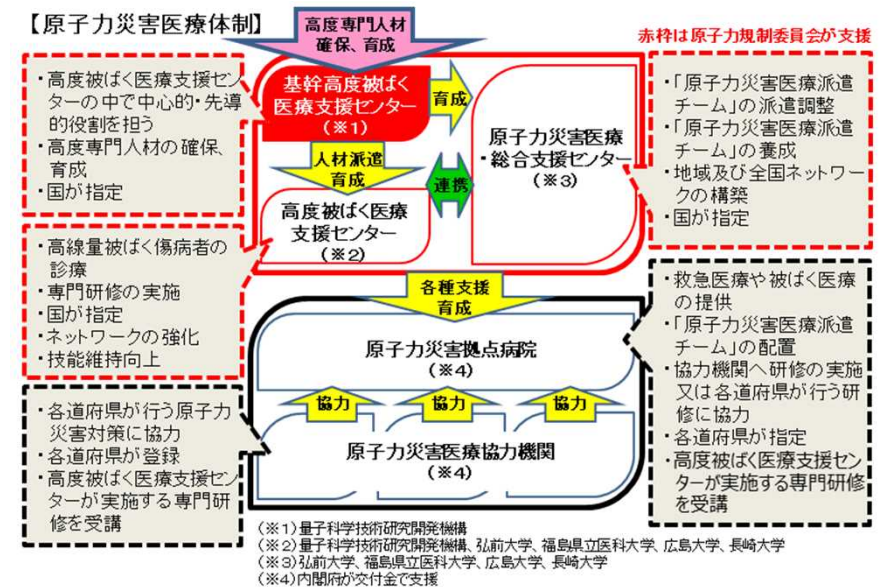 【原子力災害医療体制】
高度専門人材
確保、育成
赤枠は原子力規制委員会が支援
・高度被ばく医療支援セン
ターの中で中心的・先導
的役割を担う
・高度専門人材の確保、
育成
・国が指定
基幹高度被ばく
医療支援センター
(※1)
育成
人材派遣
育成
連携
高度被ばく医療
支援センター
(※2)
原子力災害医療
・総合支援センター
(※3)
・「原子力災害医療派遣
チーム」の派遣調整
・「原子力災害医療派遣
チーム」の養成
・地域及び全国ネットワー
クの構築
・国が指定
・高線量被ばく傷病者の
診療
・専門研修の実施
・国が指定
・ネットワークの強化
・技能維持向上
各種支援
育成
原子力災害拠点病院
(※4)
協力
協力
協力
原子力災害医療協力機関
(※4)
・救急医療や被ばく医療
の提供
・「原子力災害医療派遣
チーム」の配置
・協力機関へ研修の実施
又は各道府県が行う研
修に協力
・各道府県が指定
・高度被ばく医療支援セン
ターが実施する専門研修
を受講
・各道府県が行う原子力
災害対策に協力
・各道府県が登録
・高度被ばく医療支援セン
ターが実施する専門研
修を受講
(※1)量子科学技術研究開発機構
(※2)量子科学技術研究開発機構、弘前大学、福島県立医科大学、広島大学、長崎大学
(※3)弘前大学、福島県立医科大学、広島大学、長崎大学
(※4)内閣府が交付金で支援